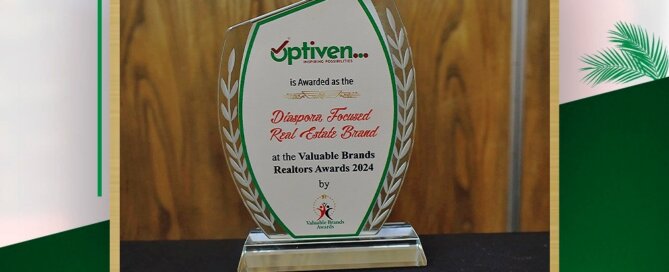 Optiven...
INSPIRING POSSIBILITIES
is Awarded as the
Diaspora Focused
Real Estate Brand
at the Valuable Brands
Realtors Awards 2024
by
Valuable Brands
Awards